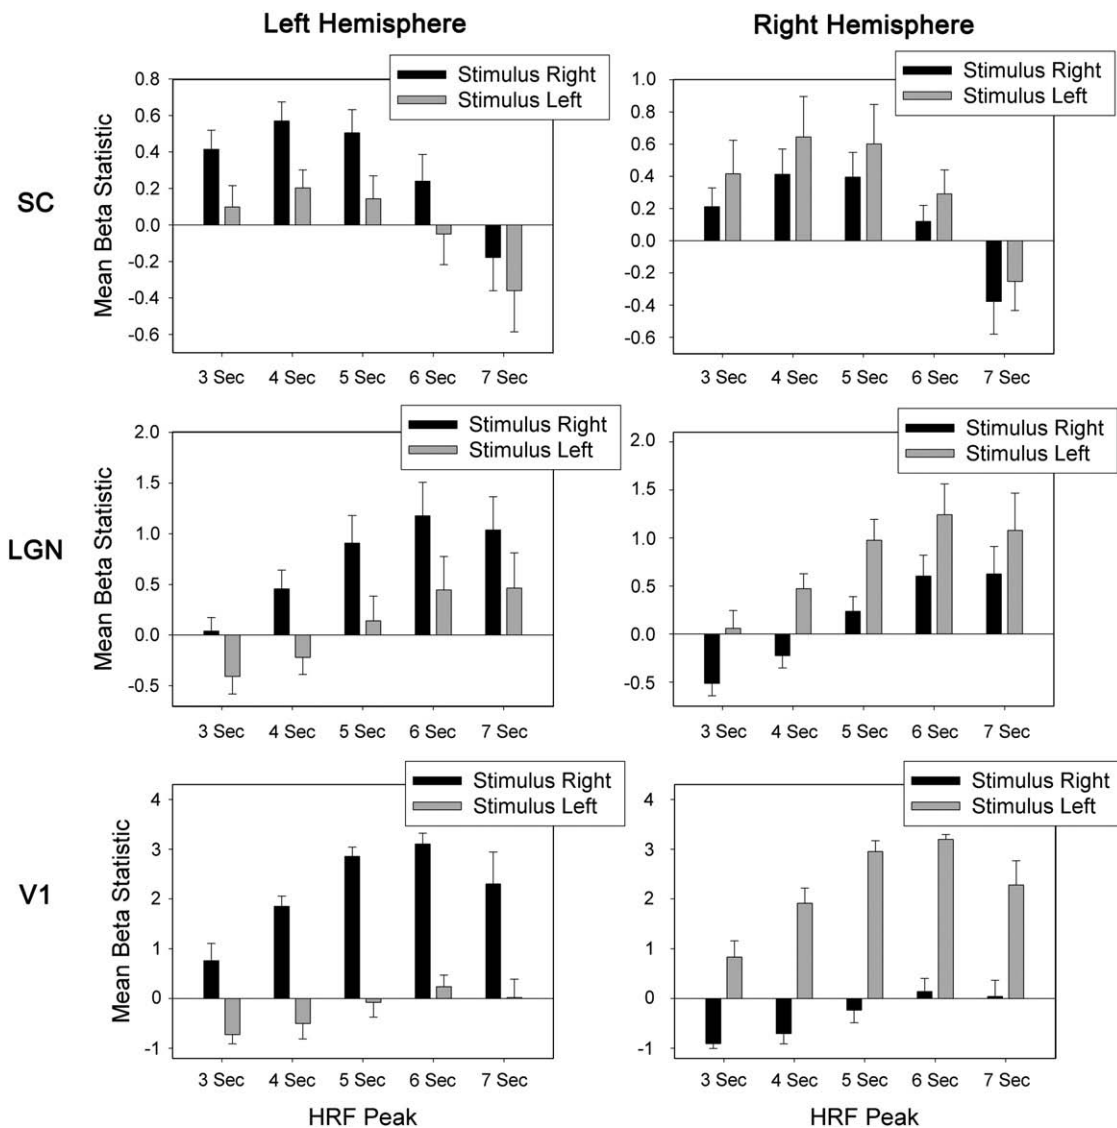 Left Hemisphere
Right Hemisphere
SC
Mean Beta Statistic
0.8
0.6
0.4
0.2
0.0
-0.2
-0.4
-0.6
Stimulus Right
Stimulus Left
3 Sec 4 Sec 5 Sec 6 Sec 7 Sec
1.0
0.8
0.6
0.4
0.2
0.0
-0.2
-0.4
-0.6
Stimulus Right
Stimulus Left
3 Sec 4 Sec 5 Sec 6 Sec 7 Sec
LGN
Mean Beta Statistic
2.0
1.5
1.0
0.5
0.0
-0.5
Stimulus Right
Stimulus Left
3 Sec 4 Sec 5 Sec 6 Sec 7 Sec
2.0
1.5
1.0
0.5
0.0
-0.5
Stimulus Right
Stimulus Left
3 Sec 4 Sec 5 Sec 6 Sec 7 Sec
V1
Mean Beta Statistic
4
3
2
1
0
-1
Stimulus Right
Stimulus Left
3 Sec 4 Sec 5 Sec 6 Sec 7 Sec
HRF Peak
4
3
2
1
0
-1
Stimulus Right
Stimulus Left
3 Sec 4 Sec 5 Sec 6 Sec 7 Sec
HRF Peak